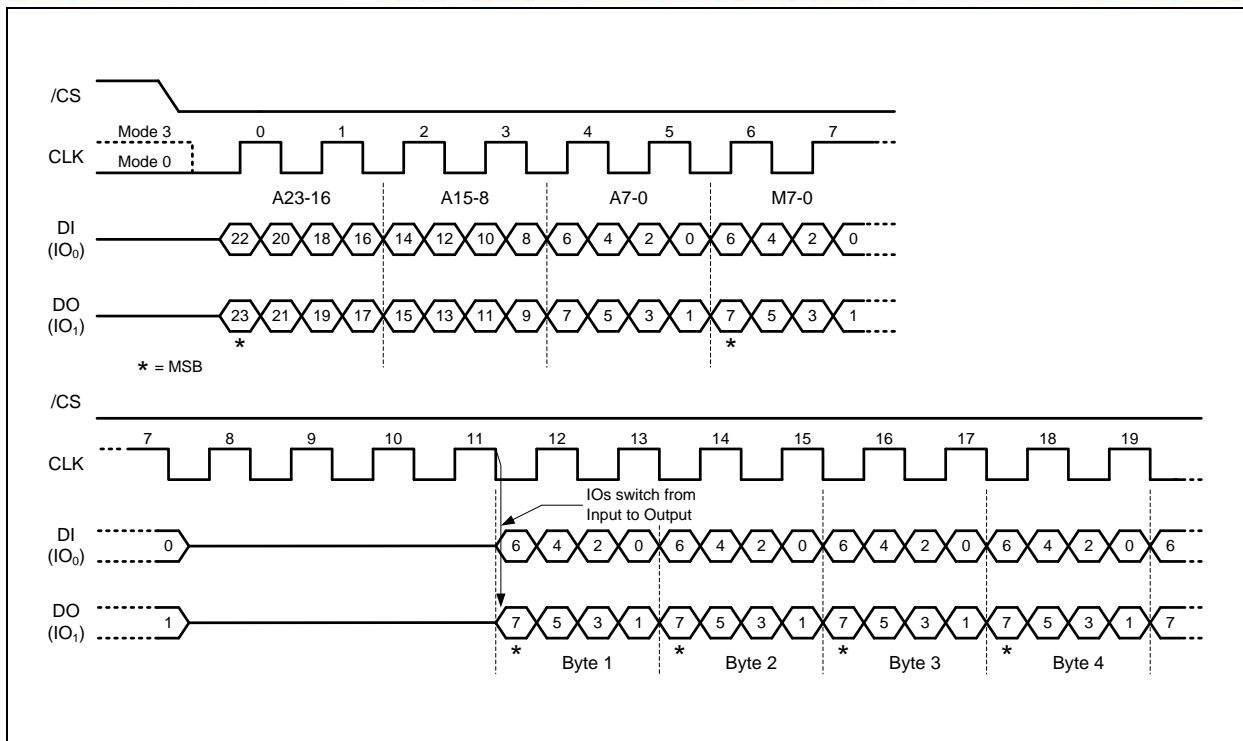 /CS
Mode 3
0 1 2 3 4 5 6 7
CLK
Mode 0
A23-16 A15-8 A7-0 M7-0
DI
(IO0)
22 20 18 16 14 12 10 8 6 4 2 0 6 4 2 0
DO
(IO1)
23 21 19 17 15 13 11 9 7 5 3 1 7 5 3 1
* *
* = MSB
/CS
7 8 9 10 11 12 13 14 15 16 17 18 19
CLK
IOs switch from
Input to Output
DI
(IO0)
0 6 4 2 0 6 4 2 0 6 4 2 0 6 4 2 0 6
DO
(IO1)
1 7 5 3 1 7 5 3 1 7 5 3 1 7 5 3 1 7
* * * *
Byte 1 Byte 2 Byte 3 Byte 4